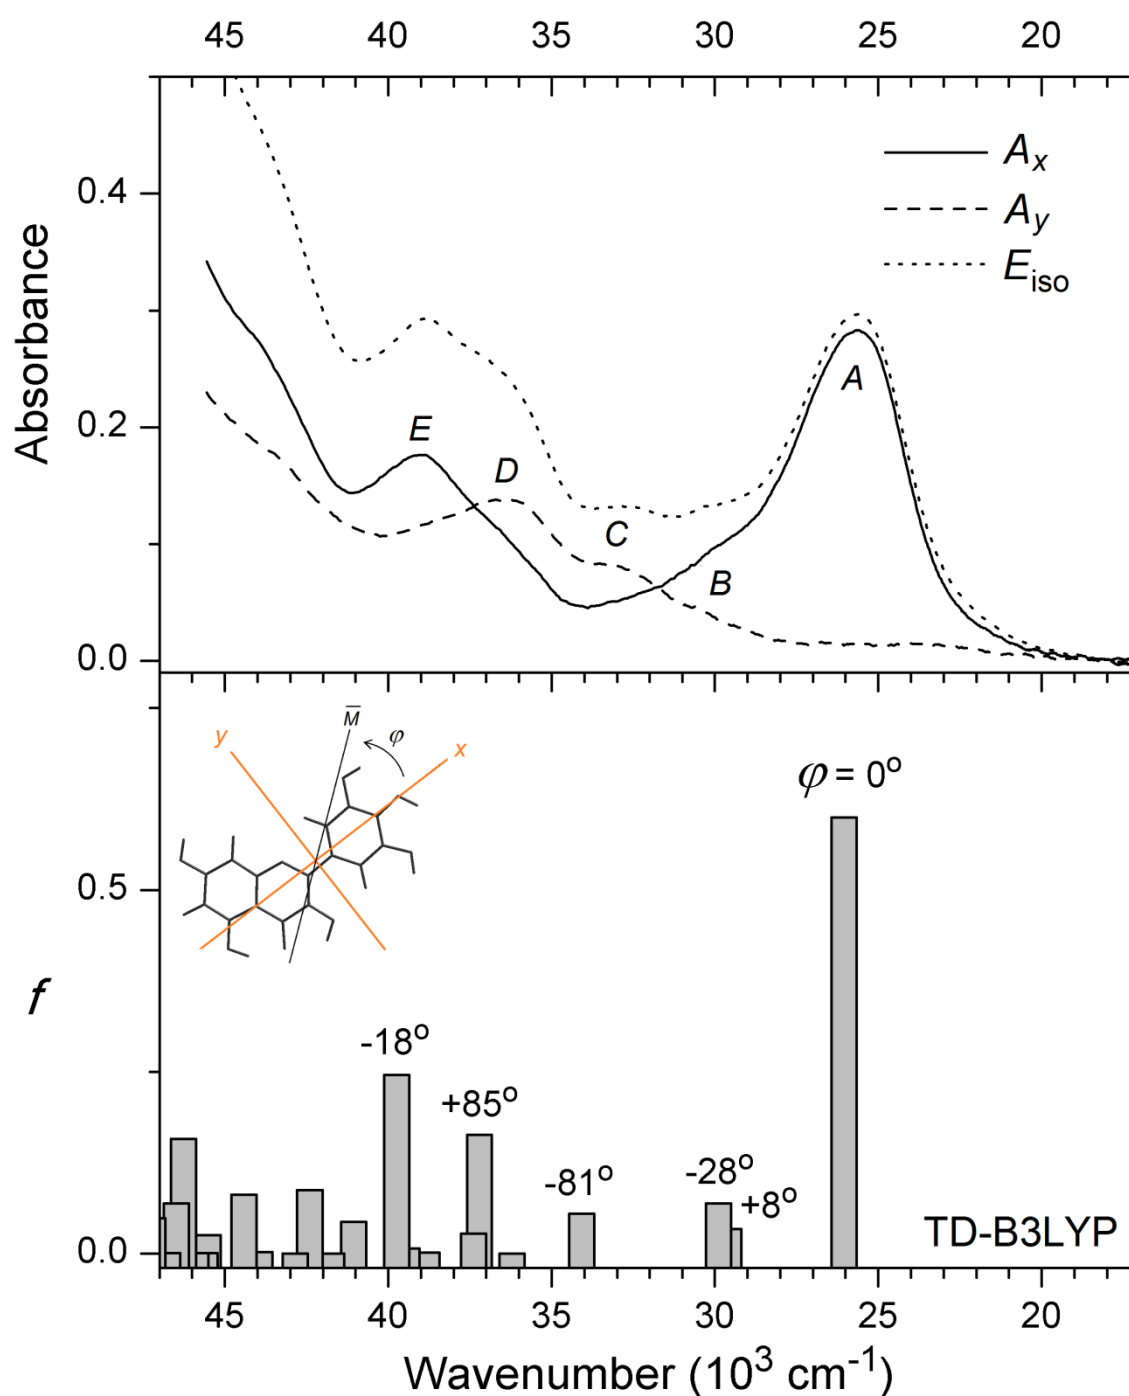 45 40 35 30 25 20
Absorbance
0.4
0.2
0.0
Aₓ
A_y
E_iso
A
B
C
D
E
y
M̅
φ
x
φ = 0°
-18°
+85°
-81°
-28°
+8°
0.5
f
0.0
TD-B3LYP
45 40 35 30 25 20
Wavenumber (10³ cm⁻¹)